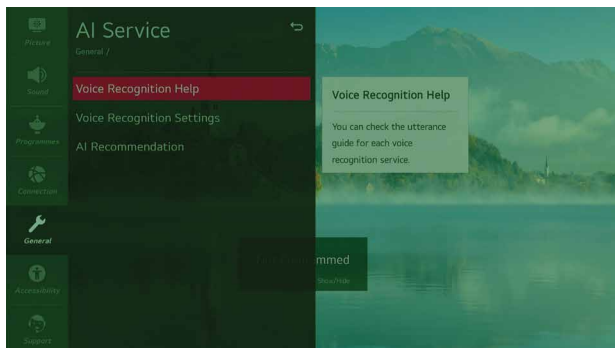 Picture
Sound
Programmes
Connection
General
Accessibility
Support
AI Service
General /
Voice Recognition Help
Voice Recognition Settings
AI Recommendation
Voice Recognition Help
You can check the utterance
guide for each voice
recognition service.
mmed
Show/Hide